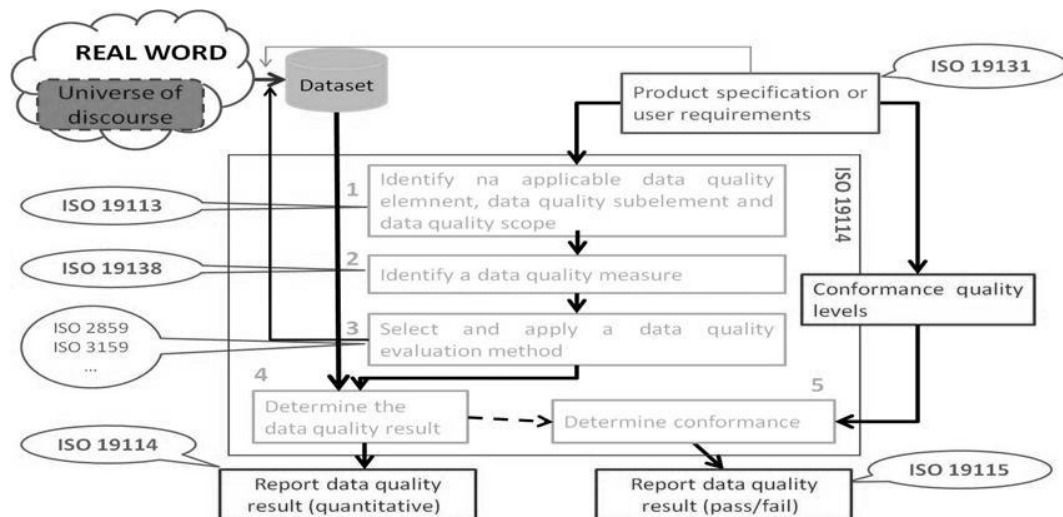 REAL WORD
Universe of
discourse
Dataset
ISO 19131
Product specification or
user requirements
ISO 19114
1
Identify na applicable data quality
elemnent, data quality subelement and
data quality scope
ISO 19113
2
Identify a data quality measure
ISO 19138
Conformance quality
levels
3
Select and apply a data quality
evaluation method
ISO 2859
ISO 3159
...
4
Determine the
data quality result
5
Determine conformance
ISO 19114
Report data quality
result (quantitative)
Report data quality
result (pass/fail)
ISO 19115